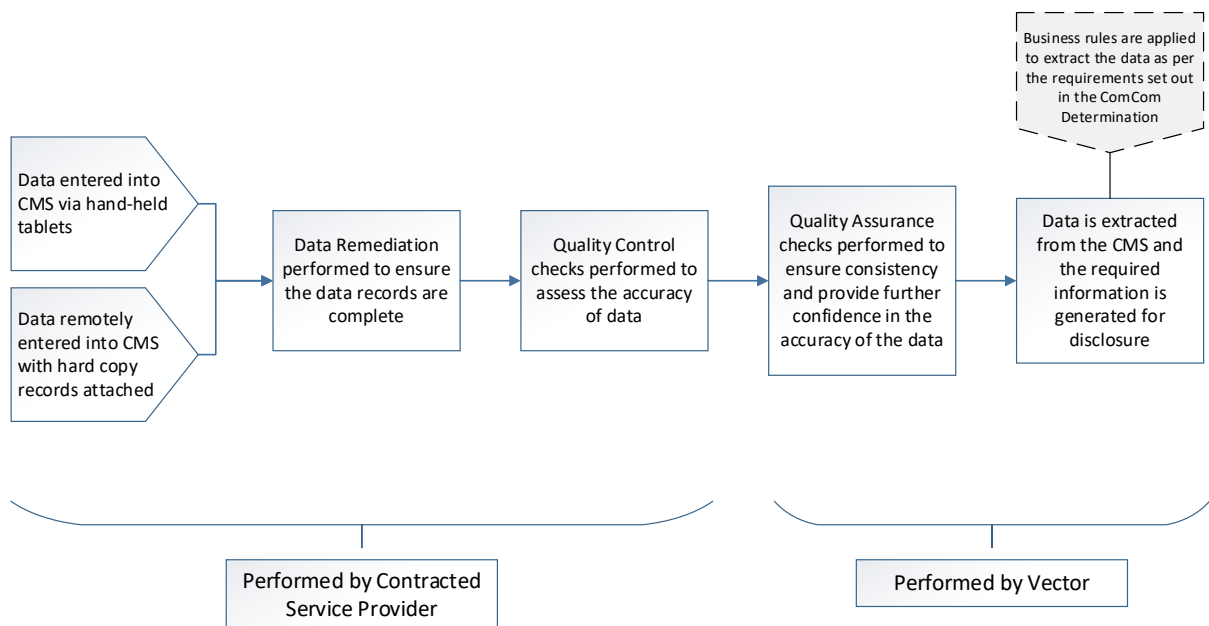 Business rules are applied
to extract the data as per
the requirements set out
in the ComCom
Determination
Data entered into
CMS via hand-held
tablets
Data remotely
entered into CMS
with hard copy
records attached
Data Remediation
performed to ensure
the data records are
complete
Quality Control
checks performed to
assess the accuracy
of data
Quality Assurance
checks performed to
ensure consistency
and provide further
confidence in the
accuracy of the data
Data is extracted
from the CMS and
the required
information is
generated for
disclosure
Performed by Contracted
Service Provider
Performed by Vector